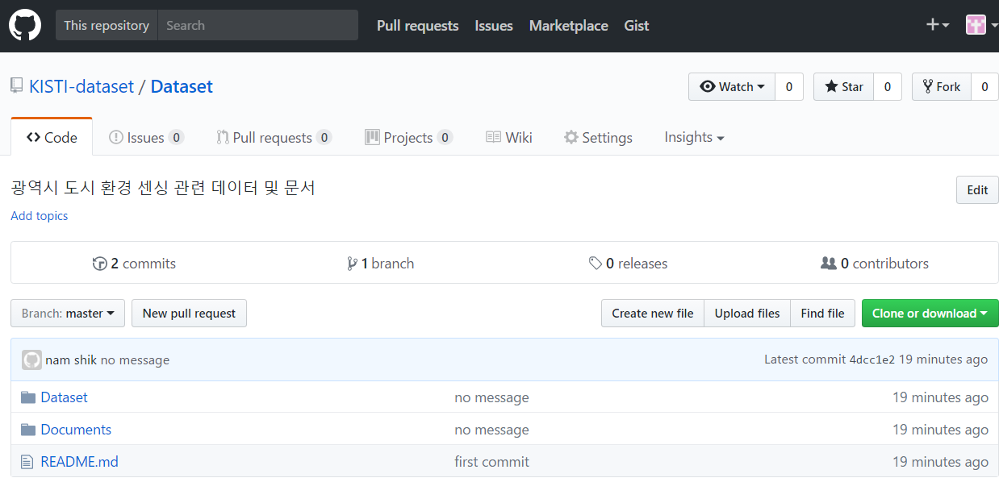 This repository Search Pull requests Issues Marketplace Gist
KISTI-dataset / Dataset Watch 0 Star 0 Fork 0
Code Issues 0 Pull requests 0 Projects 0 Wiki Settings Insights
광역시 도시 환경 센싱 관련 데이터 및 문서 Edit
Add topics
2 commits 1 branch 0 releases 0 contributors
Branch: master New pull request Create new file Upload files Find file Clone or download
nam shik no message Latest commit 4dcc1e2 19 minutes ago
Dataset no message 19 minutes ago
Documents no message 19 minutes ago
README.md first commit 19 minutes ago